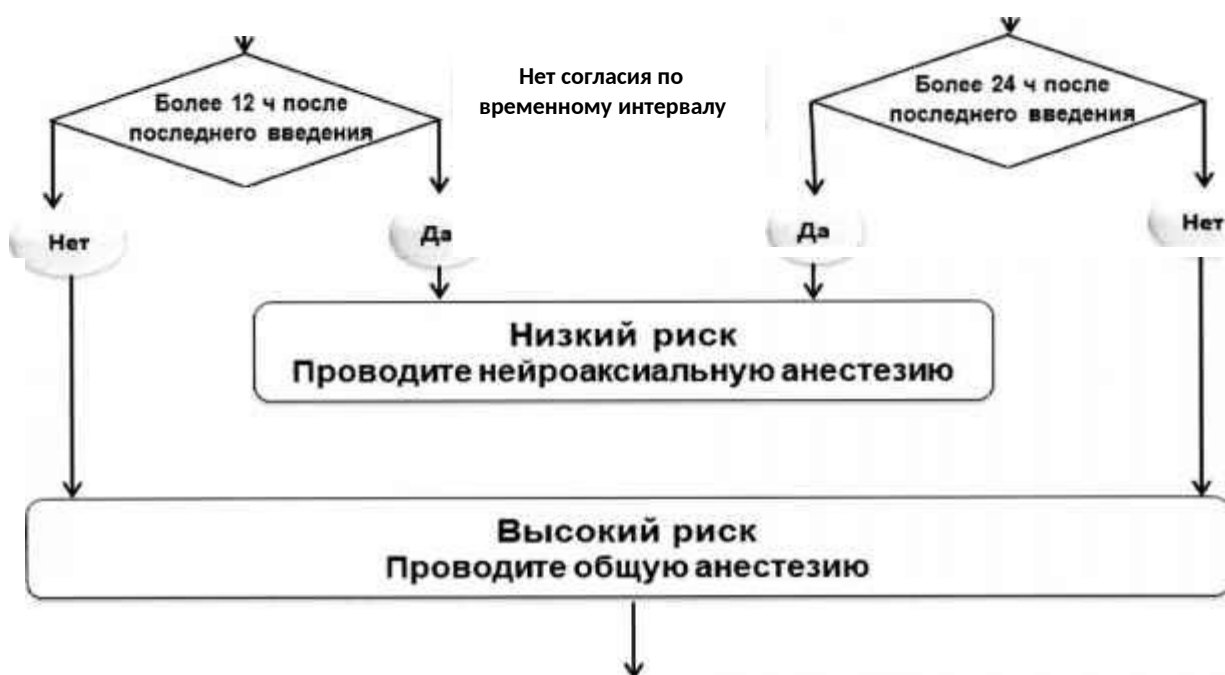 Более 12 ч после
последнего введения
Нет согласия по
временному интервалу
Более 24 ч после
последнего введения
Нет
Да
Да
Нет
Низкий риск
Проводите нейроаксиальную анестезию
Высокий риск
Проводите общую анестезию